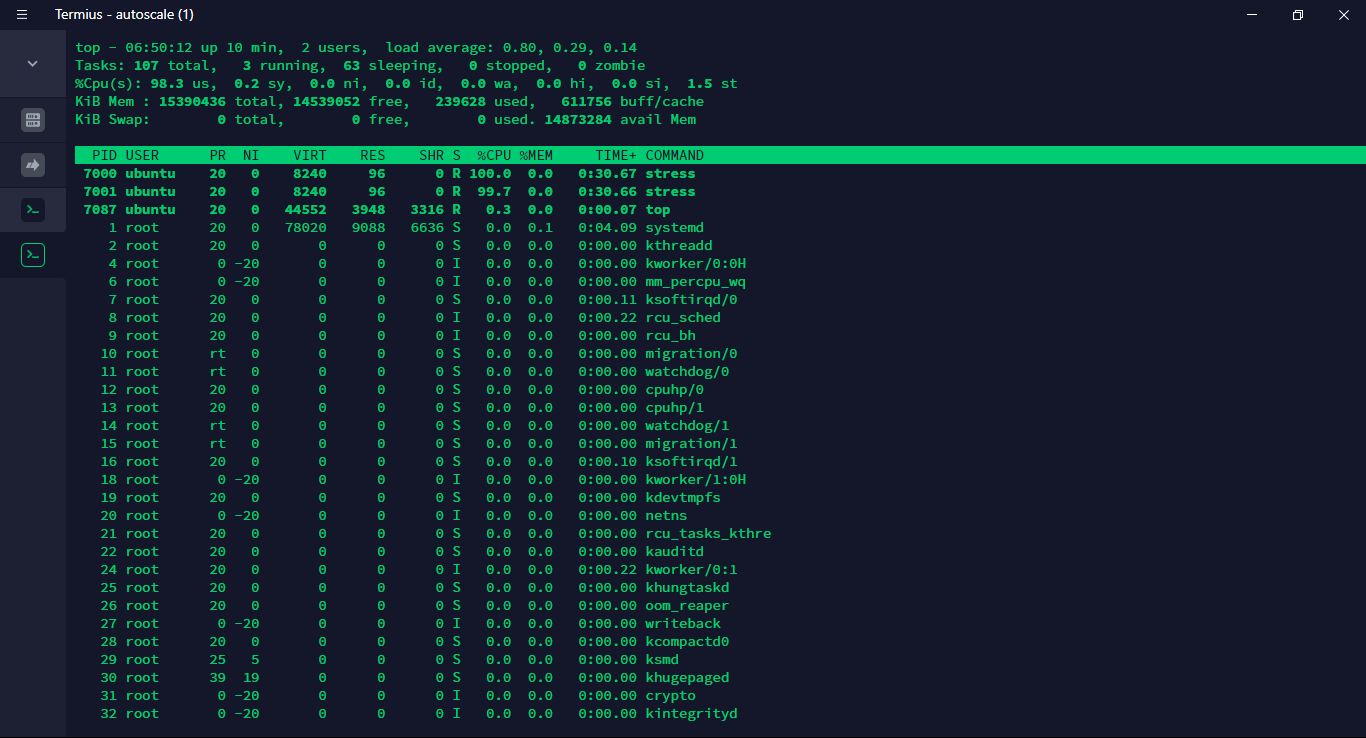 Termius - autoscale (1)
top - 06:50:12 up 10 min,  2 users,  load average: 0.80, 0.29, 0.14
Tasks: 107 total,   3 running,  63 sleeping,   0 stopped,   0 zombie
%Cpu(s): 98.3 us,  0.2 sy,  0.0 ni,  0.0 id,  0.0 wa,  0.0 hi,  0.0 si,  1.5 st
KiB Mem : 15390436 total, 14539052 free,   239628 used,   611756 buff/cache
KiB Swap:        0 total,        0 free,        0 used. 14873284 avail Mem
  PID USER      PR  NI    VIRT    RES    SHR S  %CPU %MEM     TIME+ COMMAND
 7000 ubuntu    20   0    8240     96      0 R 100.0  0.0   0:30.67 stress
 7001 ubuntu    20   0    8240     96      0 R  99.7  0.0   0:30.66 stress
 7087 ubuntu    20   0   44552   3948   3316 R   0.3  0.0   0:00.07 top
    1 root      20   0   78020   9088   6636 S   0.0  0.1   0:04.09 systemd
    2 root      20   0       0      0      0 S   0.0  0.0   0:00.00 kthreadd
    4 root       0 -20       0      0      0 I   0.0  0.0   0:00.00 kworker/0:0H
    6 root       0 -20       0      0      0 I   0.0  0.0   0:00.00 mm_percpu_wq
    7 root      20   0       0      0      0 S   0.0  0.0   0:00.11 ksoftirqd/0
    8 root      20   0       0      0      0 I   0.0  0.0   0:00.22 rcu_sched
    9 root      20   0       0      0      0 I   0.0  0.0   0:00.00 rcu_bh
   10 root      rt   0       0      0      0 S   0.0  0.0   0:00.00 migration/0
   11 root      rt   0       0      0      0 S   0.0  0.0   0:00.00 watchdog/0
   12 root      20   0       0      0      0 S   0.0  0.0   0:00.00 cpuhp/0
   13 root      20   0       0      0      0 S   0.0  0.0   0:00.00 cpuhp/1
   14 root      rt   0       0      0      0 S   0.0  0.0   0:00.00 watchdog/1
   15 root      rt   0       0      0      0 S   0.0  0.0   0:00.00 migration/1
   16 root      20   0       0      0      0 S   0.0  0.0   0:00.10 ksoftirqd/1
   18 root       0 -20       0      0      0 I   0.0  0.0   0:00.00 kworker/1:0H
   19 root      20   0       0      0      0 S   0.0  0.0   0:00.00 kdevtmpfs
   20 root       0 -20       0      0      0 I   0.0  0.0   0:00.00 netns
   21 root      20   0       0      0      0 S   0.0  0.0   0:00.00 rcu_tasks_kthre
   22 root      20   0       0      0      0 S   0.0  0.0   0:00.00 kauditd
   24 root      20   0       0      0      0 I   0.0  0.0   0:00.22 kworker/0:1
   25 root      20   0       0      0      0 S   0.0  0.0   0:00.00 khungtaskd
   26 root      20   0       0      0      0 S   0.0  0.0   0:00.00 oom_reaper
   27 root       0 -20       0      0      0 I   0.0  0.0   0:00.00 writeback
   28 root      20   0       0      0      0 S   0.0  0.0   0:00.00 kcompactd0
   29 root      25   5       0      0      0 S   0.0  0.0   0:00.00 ksmd
   30 root      39  19       0      0      0 S   0.0  0.0   0:00.00 khugepaged
   31 root       0 -20       0      0      0 I   0.0  0.0   0:00.00 crypto
   32 root       0 -20       0      0      0 I   0.0  0.0   0:00.00 kintegrityd